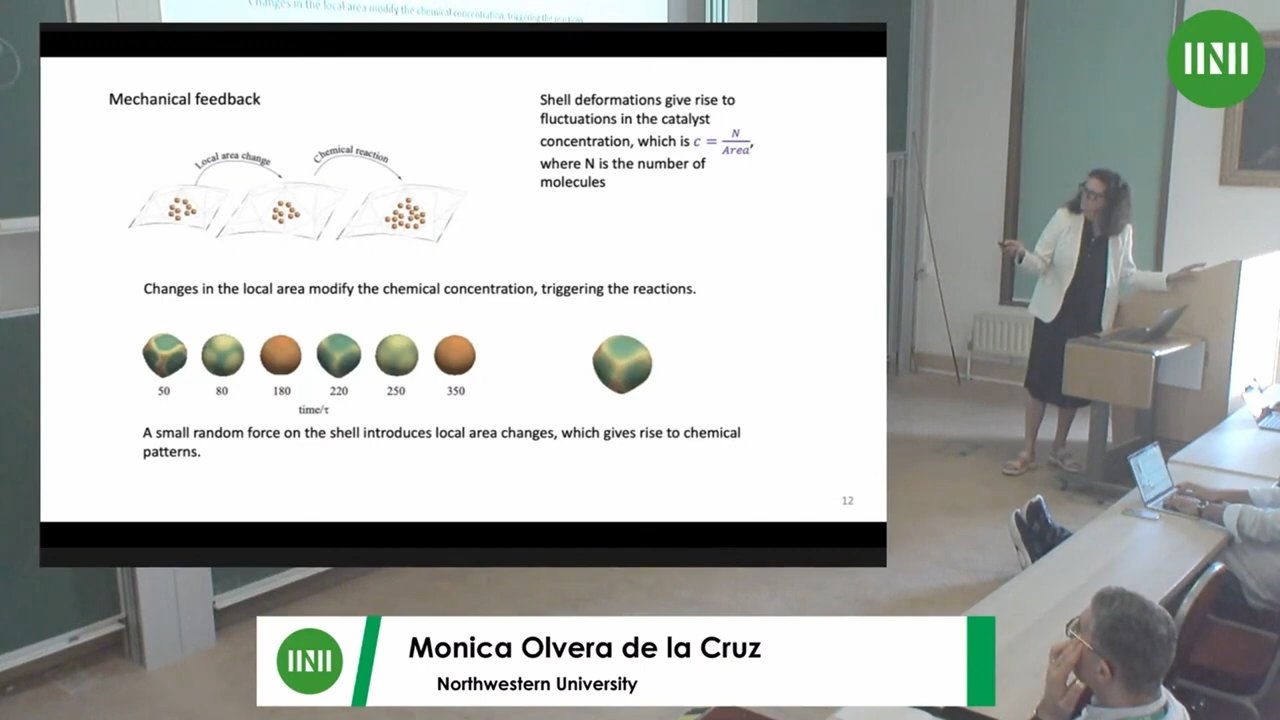 Changes in the local area modify the chemical concentration, triggering the reactions
Mechanical feedback
Local area change
Chemical reaction
Shell deformations give rise to
fluctuations in the catalyst
concentration, which is c = N/Area,
where N is the number of
molecules
Changes in the local area modify the chemical concentration, triggering the reactions.
50 80 180 220 250 350
time/τ
A small random force on the shell introduces local area changes, which gives rise to chemical
patterns.
12
Monica Olvera de la Cruz
Northwestern University